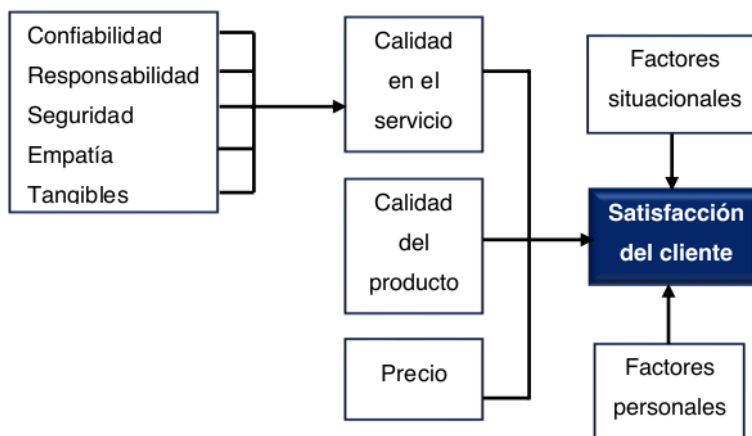 Confiabilidad
Responsabilidad
Seguridad
Empatía
Tangibles
Calidad
en el
servicio
Calidad
del
producto
Precio
Factores
situacionales
Satisfacción
del cliente
Factores
personales